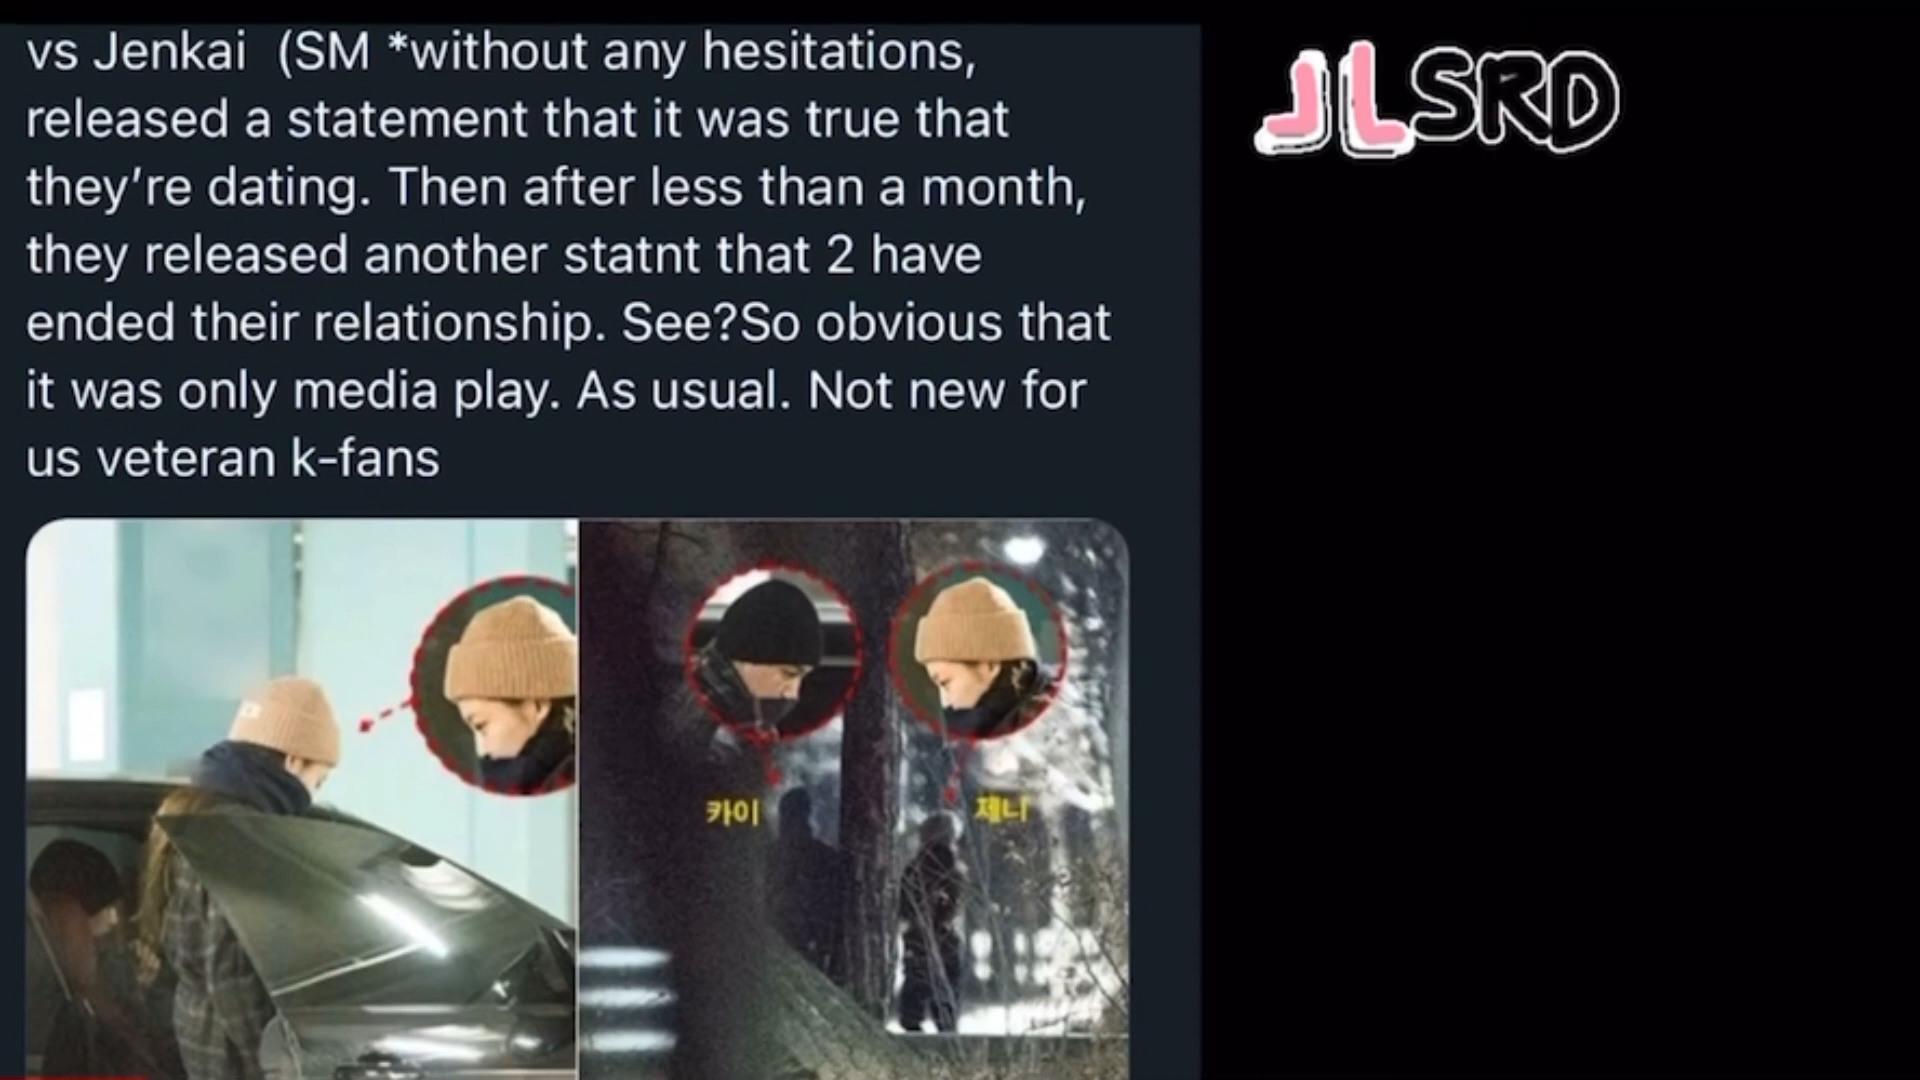 vs Jenkai (SM *without any hesitations,
released a statement that it was true that
they’re dating. Then after less than a month,
they released another statnt that 2 have
ended their relationship. See?So obvious that
it was only media play. As usual. Not new for
us veteran k-fans
JLSRD
카이
제니